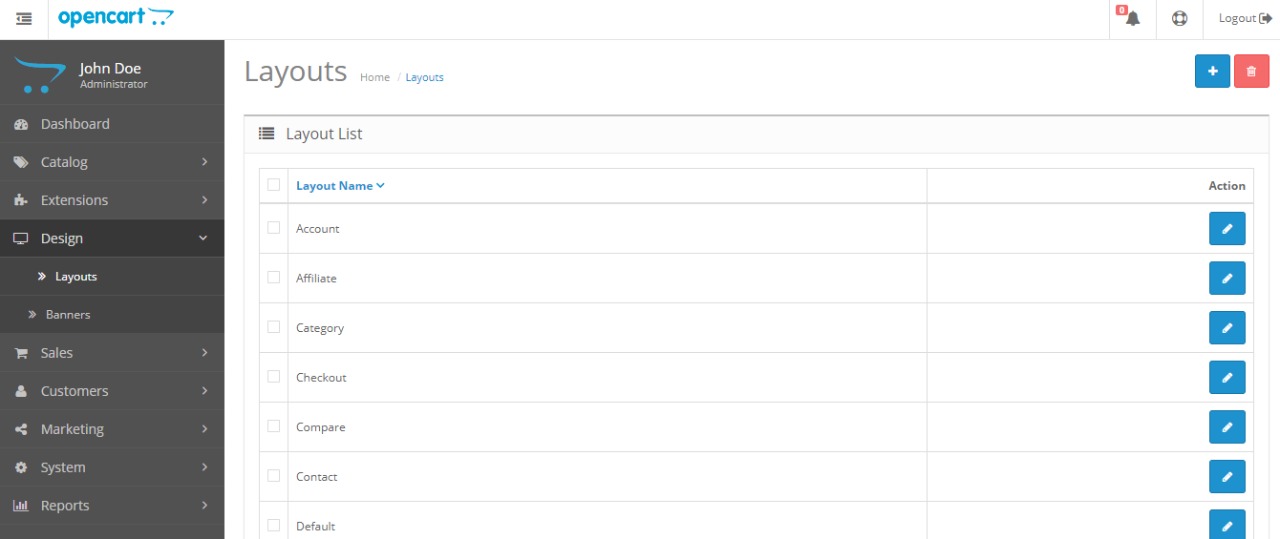 opencart
0
Logout
John Doe
Administrator
Layouts
Home / Layouts
Dashboard
Catalog
Extensions
Design
Layouts
Banners
Sales
Customers
Marketing
System
Reports
Layout List
Layout Name
Action
Account
Affiliate
Category
Checkout
Compare
Contact
Default